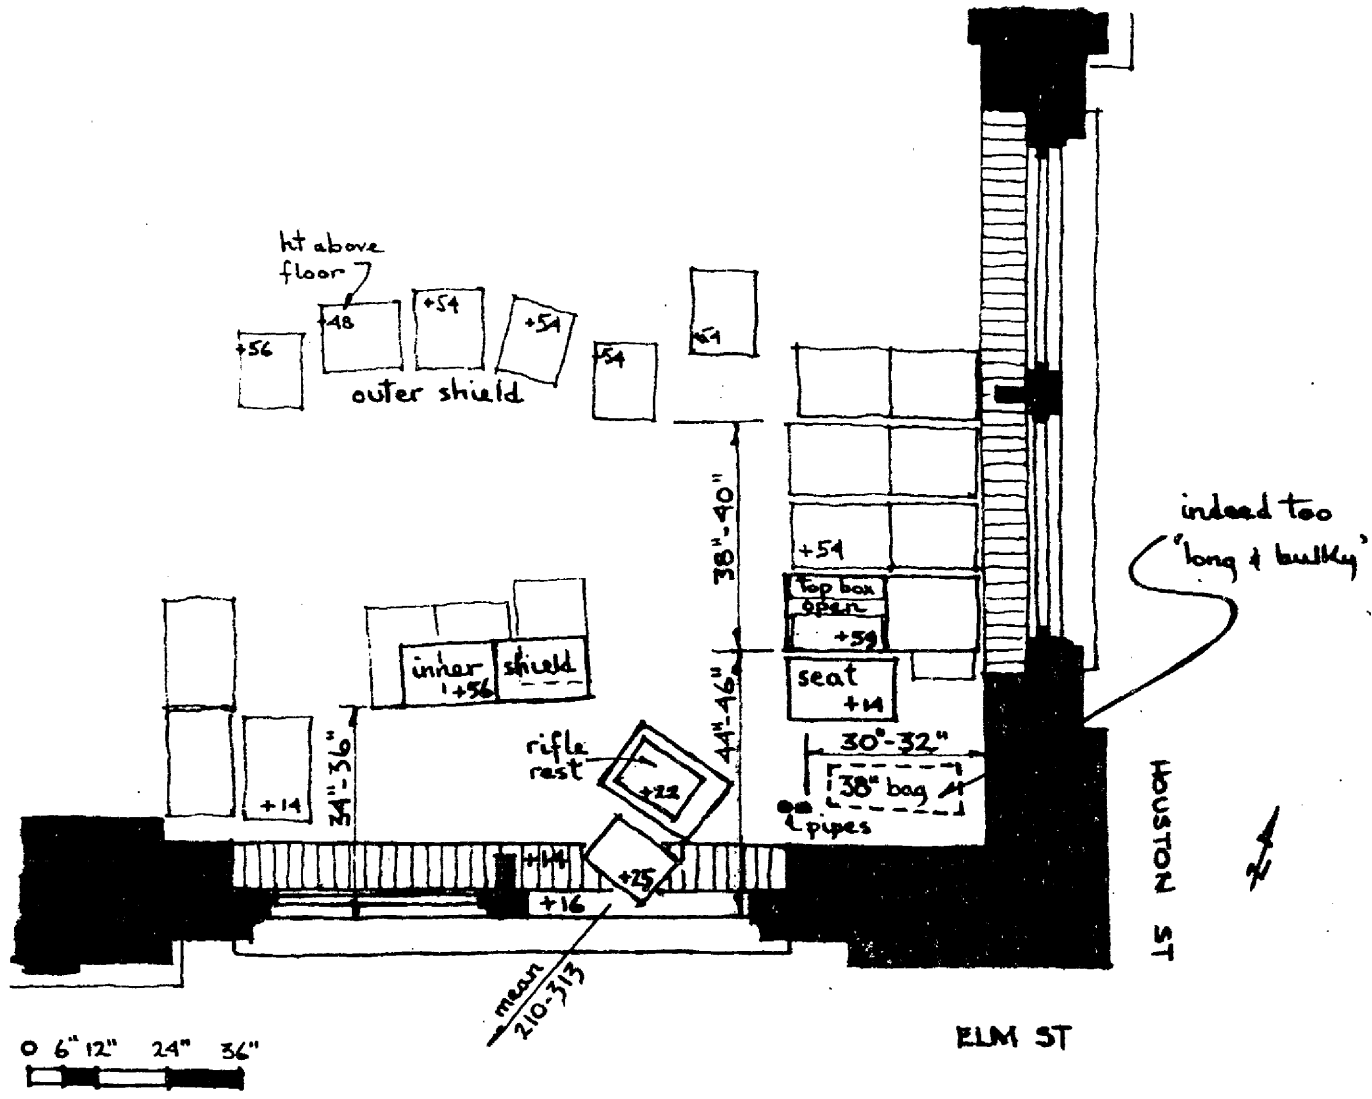 ht above
floor
+56
+48
+54
+54
54
54
outer shield
38"-40"
+54
top box
open
+59
indeed too
"long & bulky"
inner shield
+56
seat
+14
44"-46"
34"-36"
rifle
rest
+22
30"-32"
38" bag
pipes
+14
+14
+25
+16
mean
210-313
HOUSTON ST
N
ELM ST
0 6" 12" 24" 36"